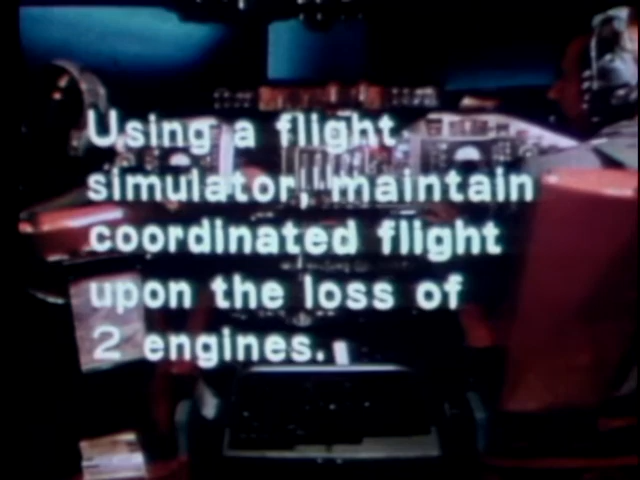 Using a flight
simulator, maintain
coordinated flight
upon the loss of
2 engines.